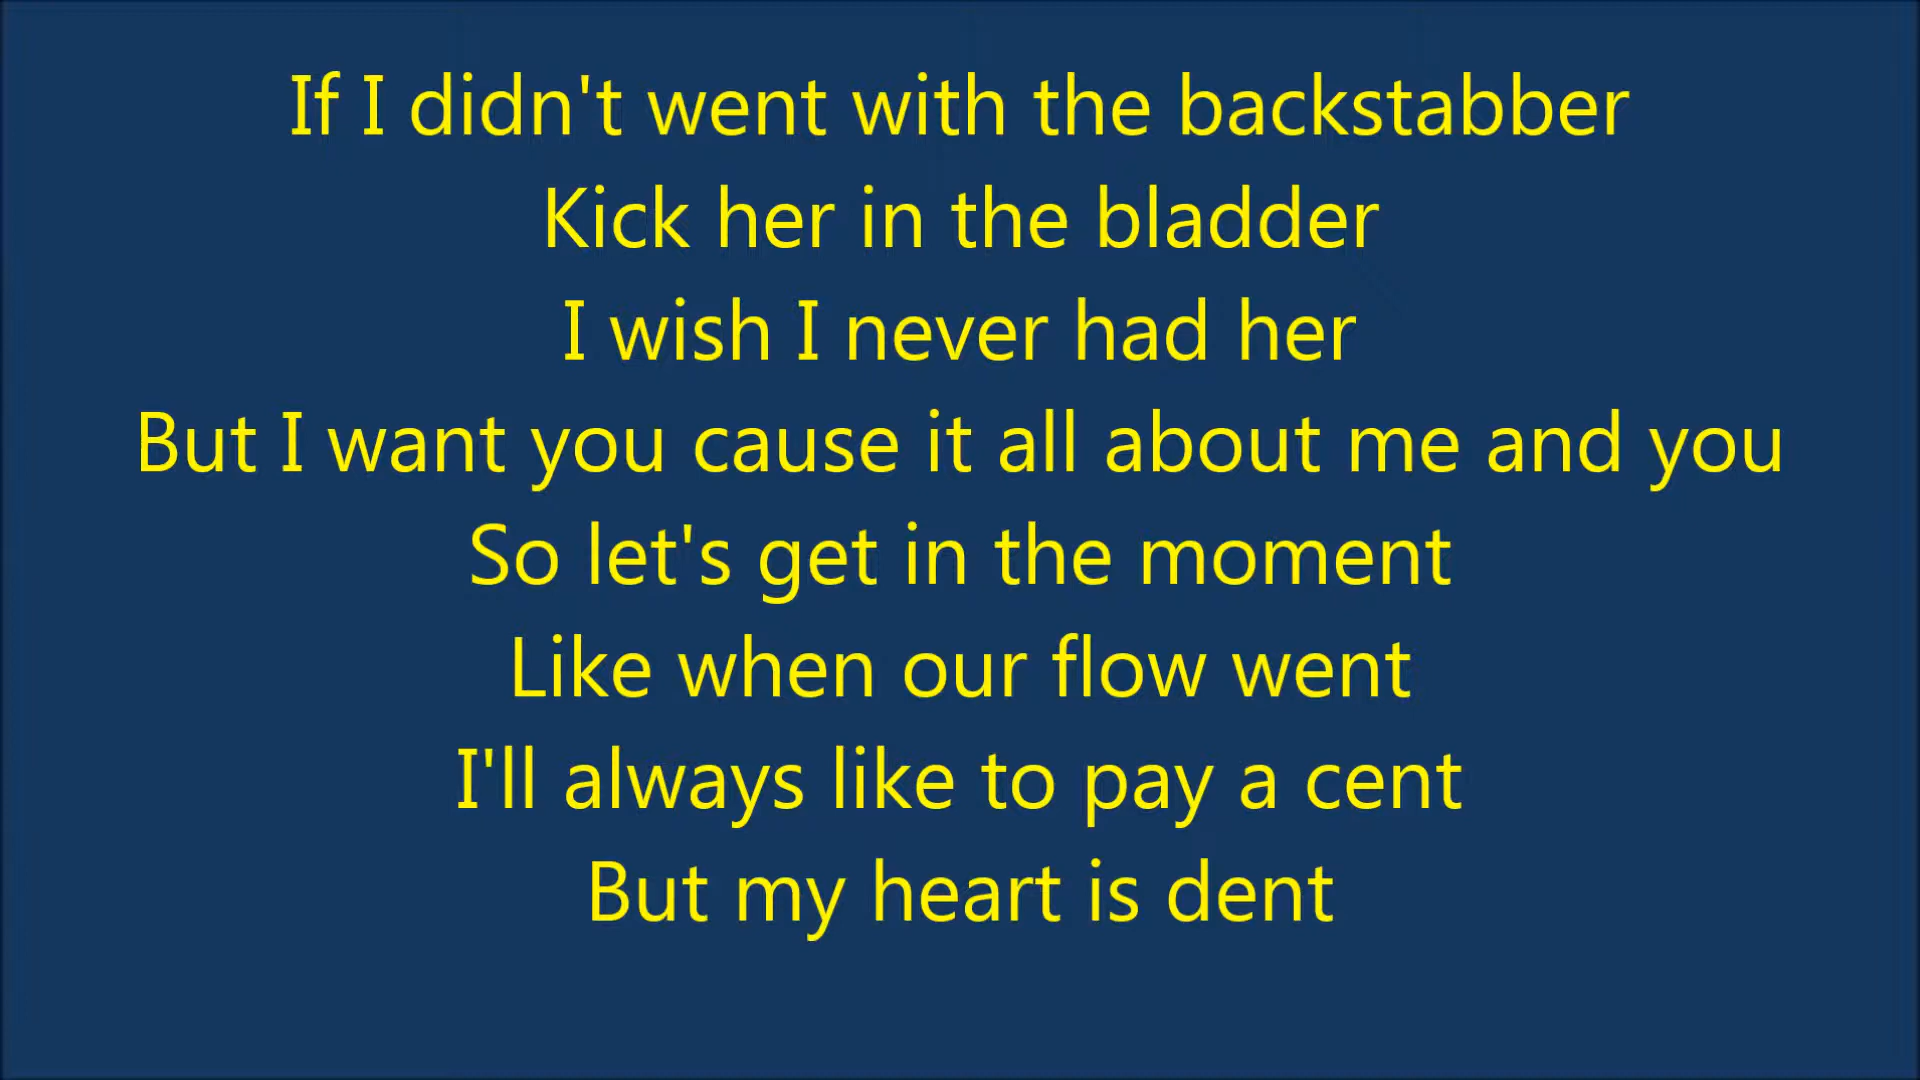 If I didn't went with the backstabber
Kick her in the bladder
I wish I never had her
But I want you cause it all about me and you
So let's get in the moment
Like when our flow went
I'll always like to pay a cent
But my heart is dent